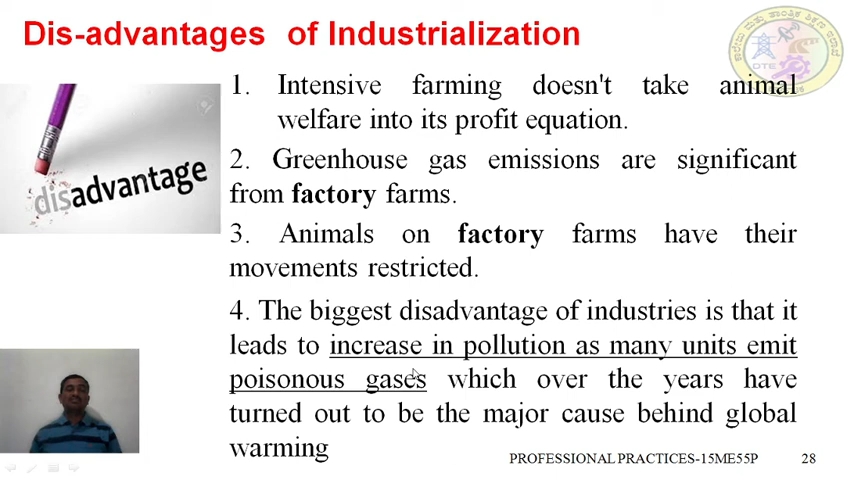 Dis-advantages of Industrialization
disadvantage
1. Intensive farming doesn't take animal
welfare into its profit equation.
2. Greenhouse gas emissions are significant
from factory farms.
3. Animals on factory farms have their
movements restricted.
4. The biggest disadvantage of industries is that it
leads to increase in pollution as many units emit
poisonous gases which over the years have
turned out to be the major cause behind global
warming
DTE
PROFESSIONAL PRACTICES-15ME55P 28